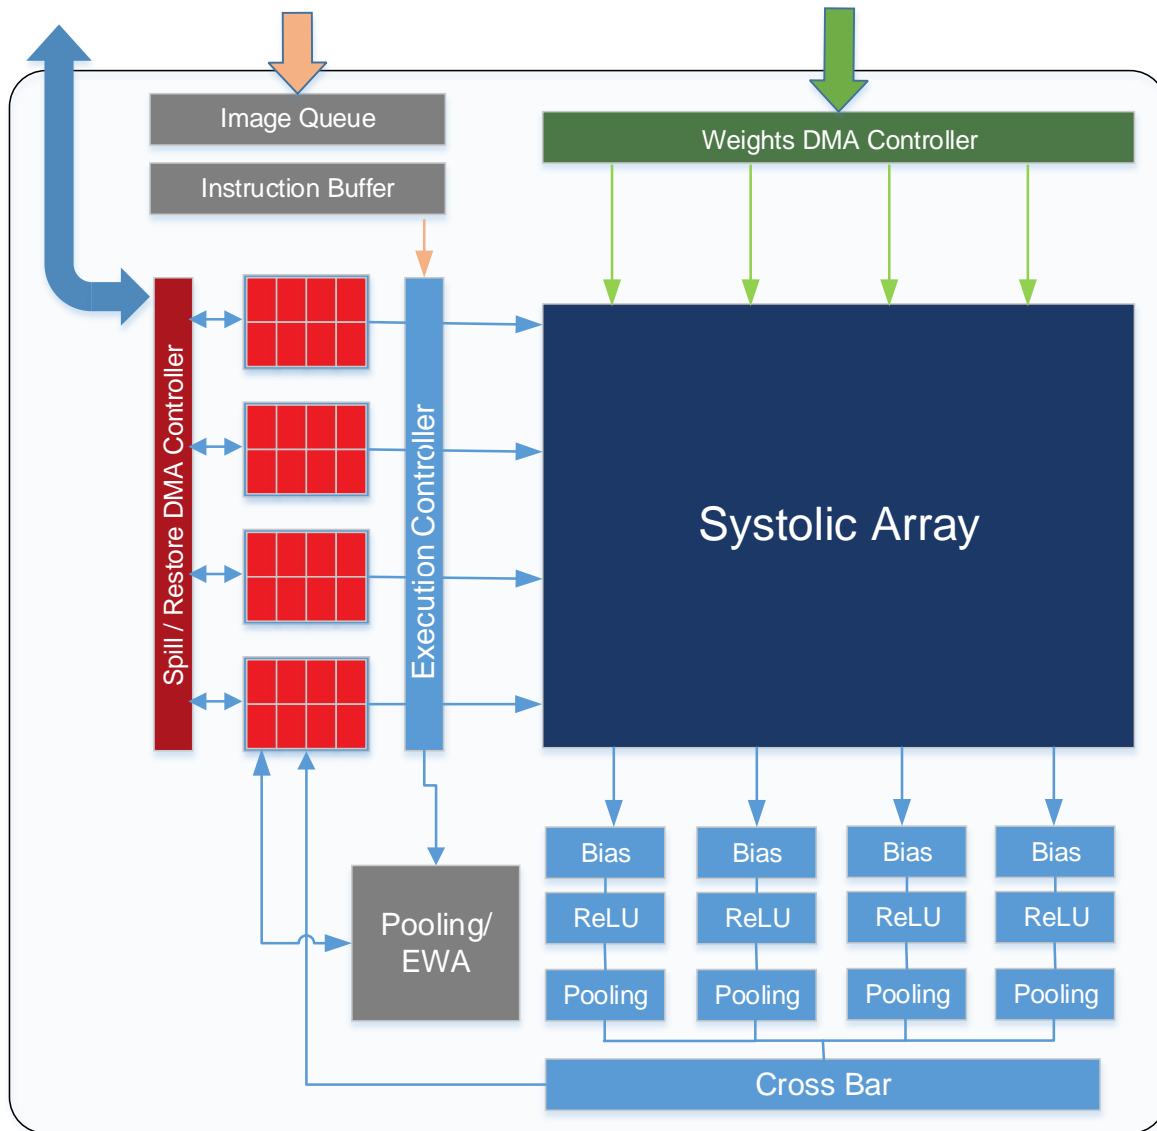 Image Queue
Weights DMA Controller
Instruction Buffer
Spill / Restore DMA Controller
Execution Controller
Systolic Array
Bias
Bias
Bias
Bias
ReLU
ReLU
ReLU
ReLU
Pooling/
EWA
Pooling
Pooling
Pooling
Pooling
Cross Bar